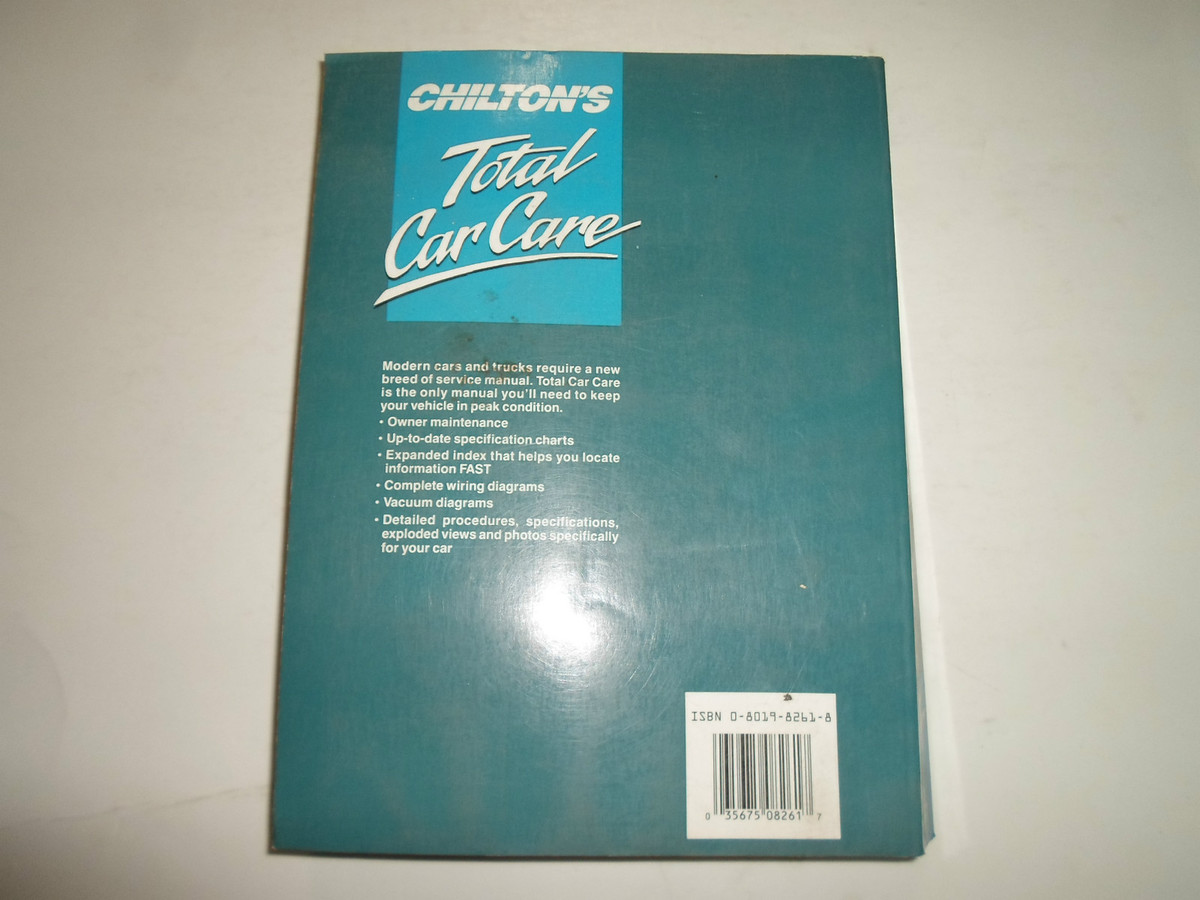 CHILTON'S
Total
Car Care
Modern cars and trucks require a new
breed of service manual. Total Car Care
is the only manual you'll need to keep
your vehicle in peak condition.
• Owner maintenance
• Up-to-date specification charts
• Expanded index that helps you locate
information FAST
• Complete wiring diagrams
• Vacuum diagrams
• Detailed procedures, specifications,
exploded views and photos specifically
for your car
ISBN 0-8019-8261-8
0 35675 08261 7